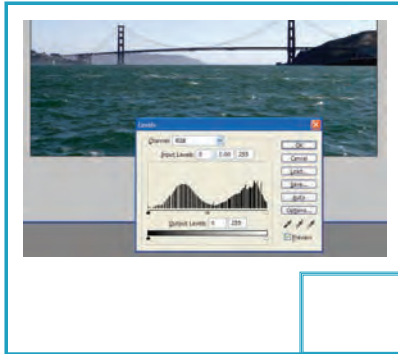 Levels
Channel: RGB
OK
Input Levels: 0 1.00 255
Cancel
Load...
Save...
Auto
Options...
Output Levels: 0 255
Preview